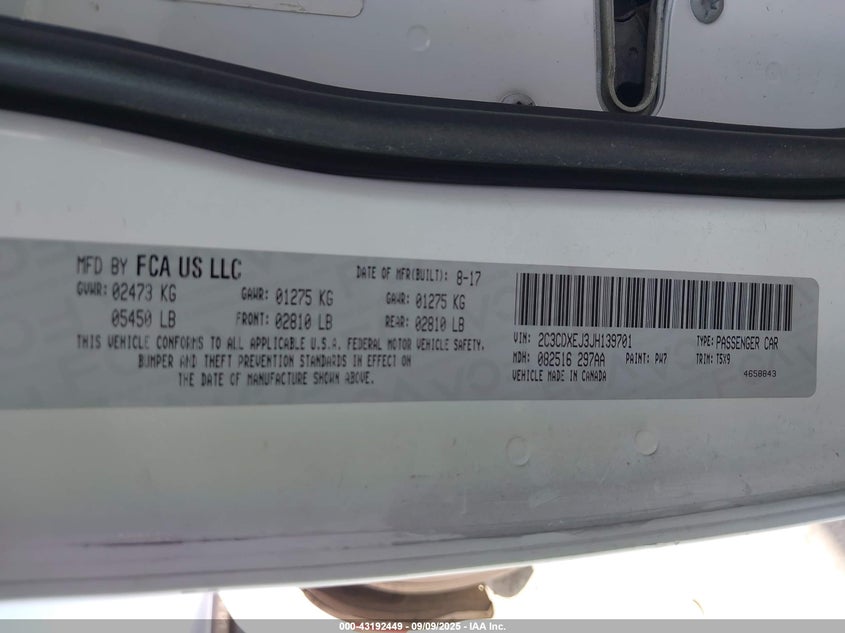 MFD BY FCA US LLC
DATE OF MFR(BUILT): 8-17
GVWR: 02473 KG
GAWR: 01275 KG
GAWR: 01275 KG
05450 LB
FRONT: 02810 LB
REAR: 02810 LB
THIS VEHICLE CONFORMS TO ALL APPLICABLE U.S.A. FEDERAL MOTOR VEHICLE SAFETY,
BUMPER AND THEFT PREVENTION STANDARDS IN EFFECT ON
THE DATE OF MANUFACTURE SHOWN ABOVE.
VIN: 2C3CDXEJ3JH139701
TYPE: PASSENGER CAR
MDH: 082516 297AA
PAINT: PW7
TRIM: T5X9
VEHICLE MADE IN CANADA
4658843
000-43192449 - 09/09/2025 - IAA Inc.